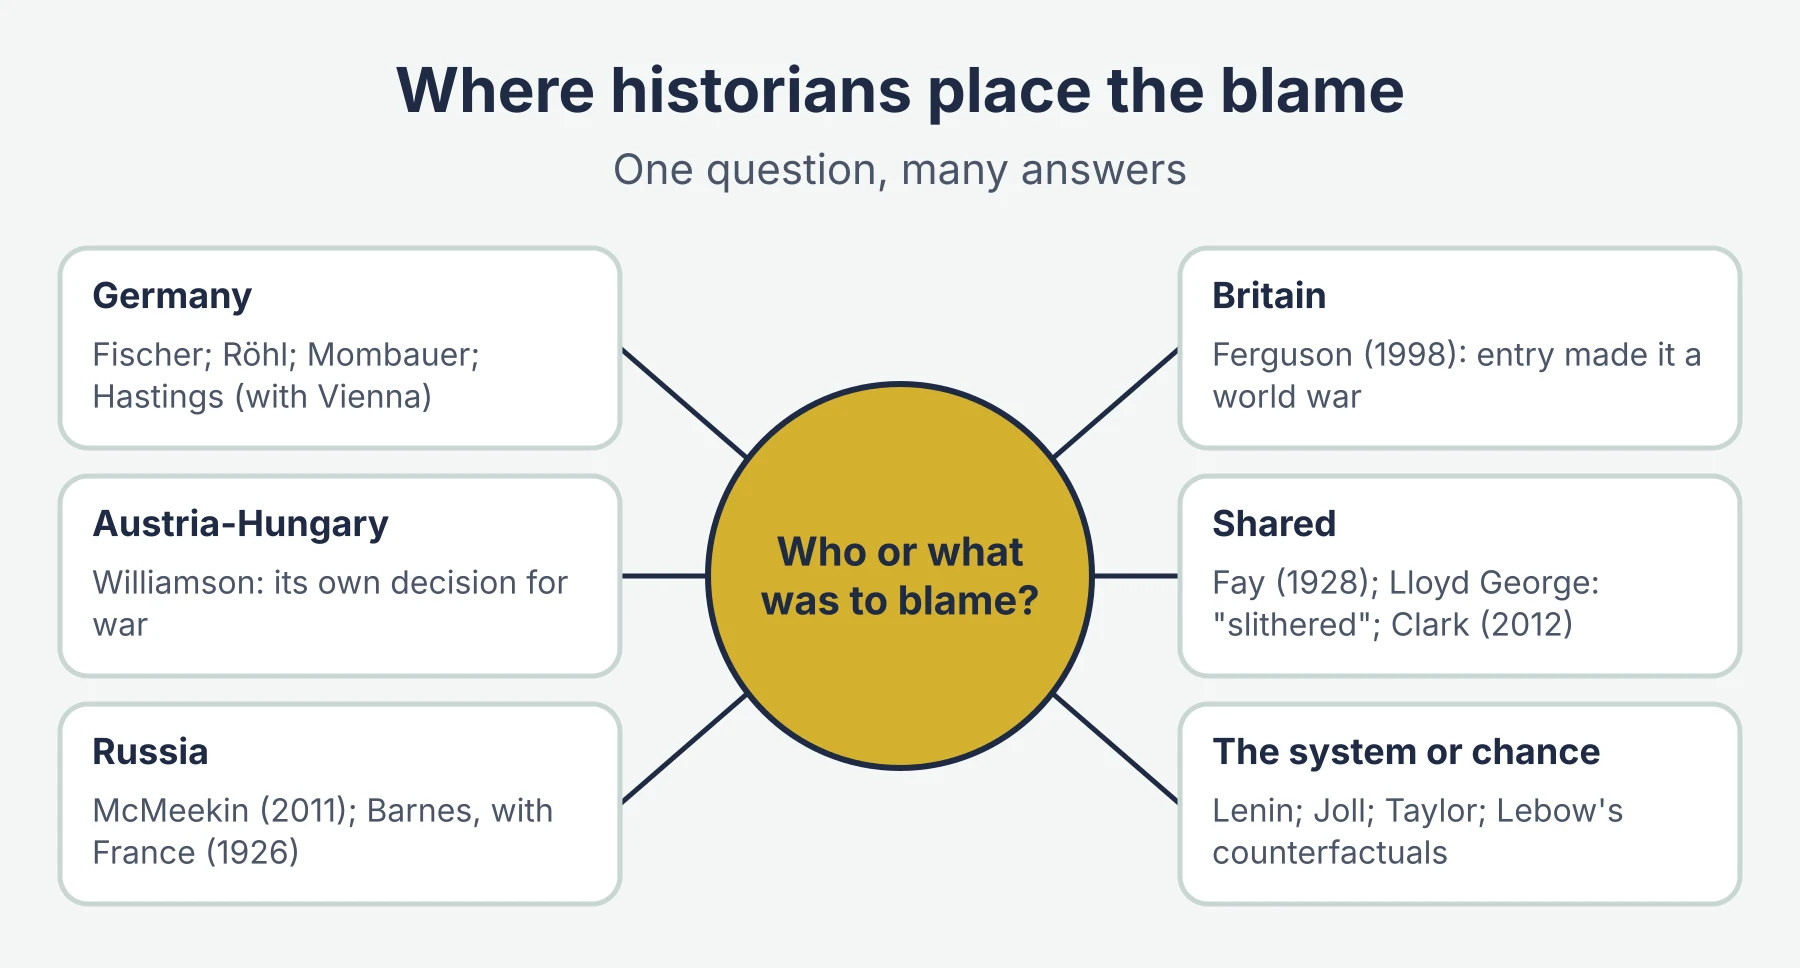 Where historians place the blame
One question, many answers
Germany
Fischer; Röhl; Mombauer;
Hastings (with Vienna)
Austria-Hungary
Williamson: its own decision for
war
Russia
McMeekin (2011); Barnes, with
France (1926)
Who or what
was to blame?
Britain
Ferguson (1998): entry made it a
world war
Shared
Fay (1928); Lloyd George:
"slithered"; Clark (2012)
The system or chance
Lenin; Joll; Taylor; Lebow's
counterfactuals